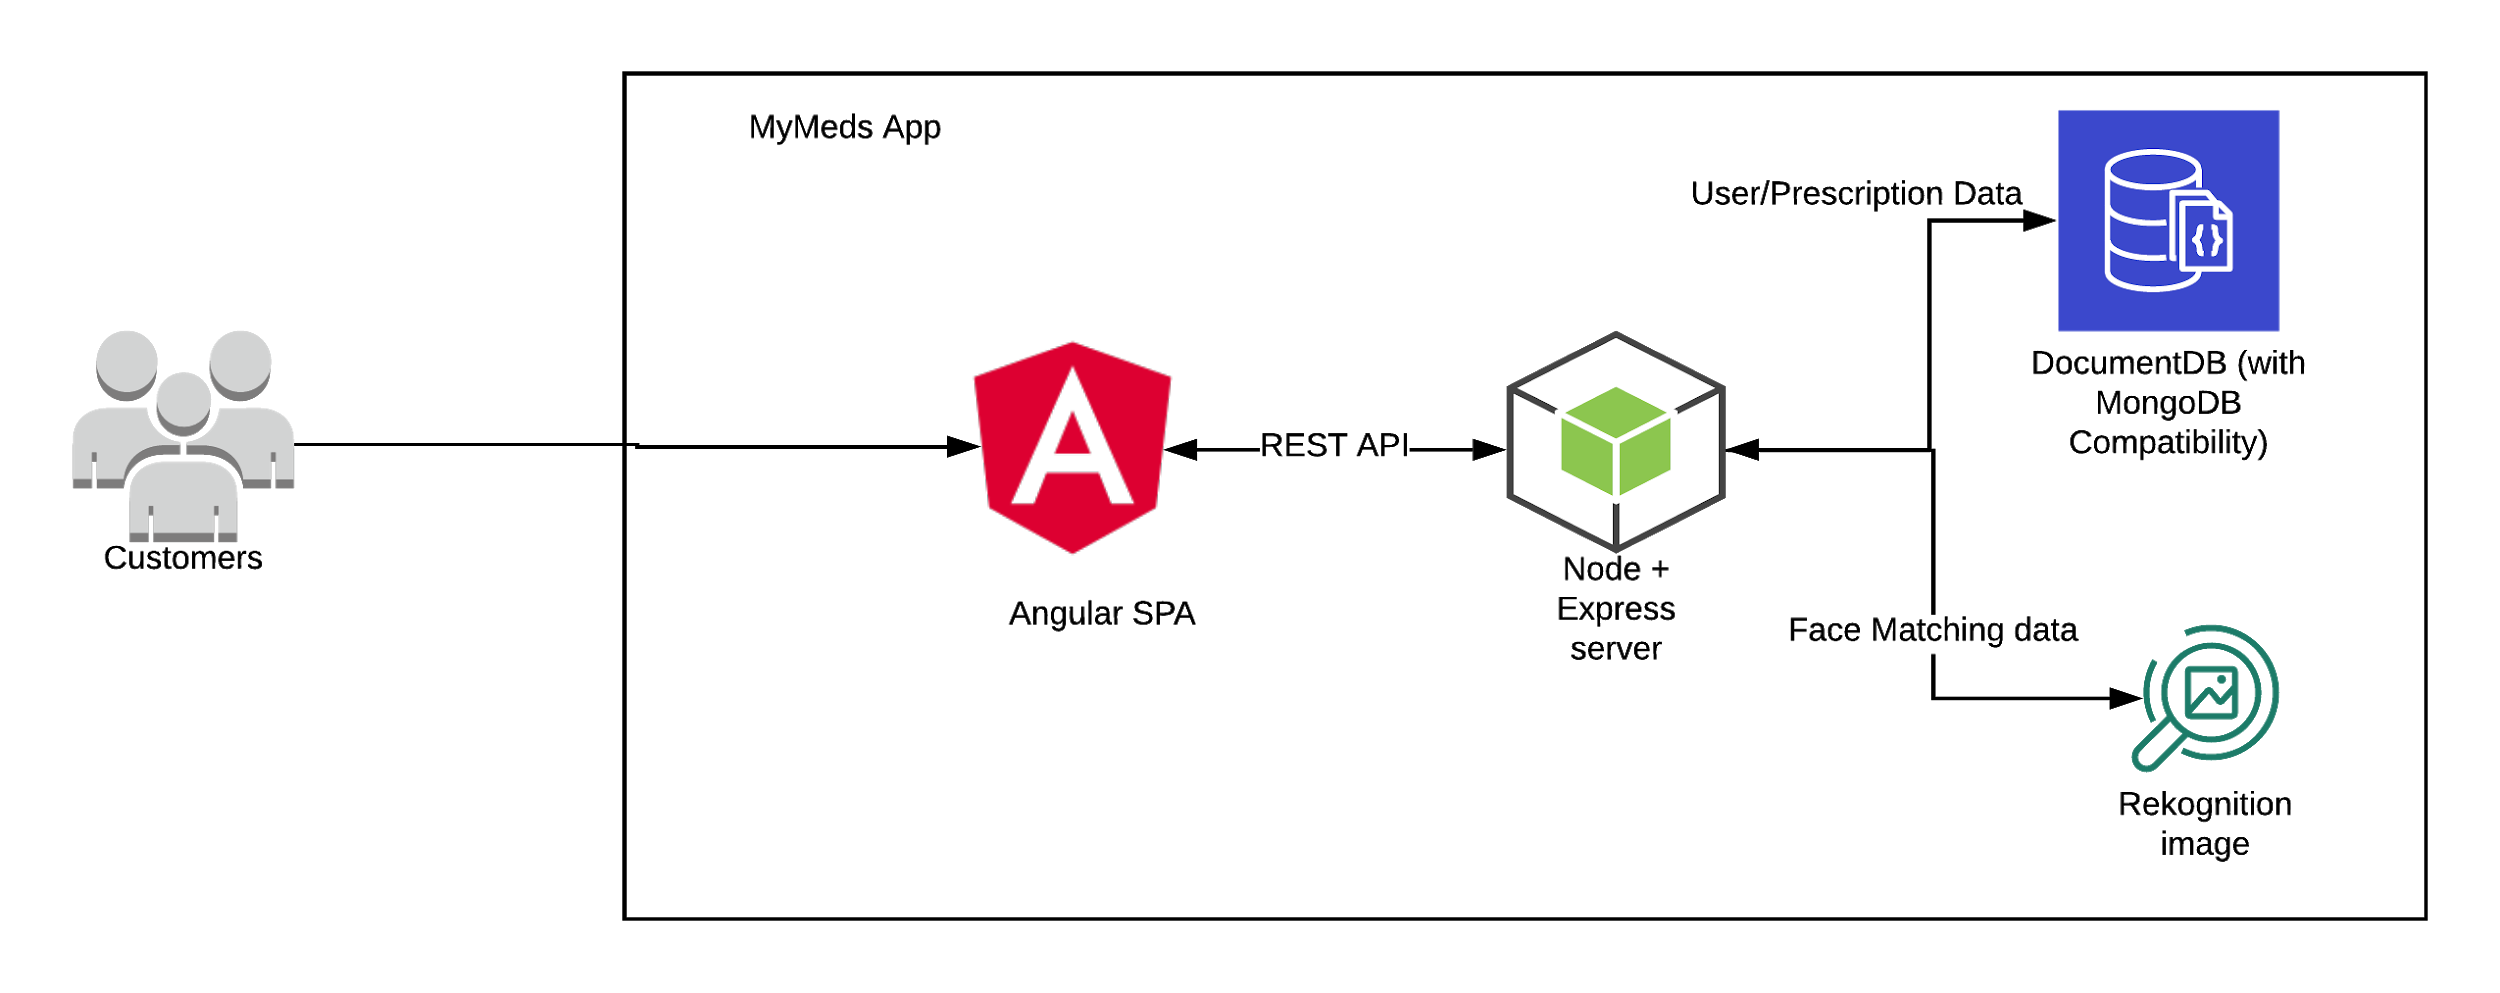 MyMeds App
User/Prescription Data
DocumentDB (with
MongoDB
Compatibility)
REST API
Customers
Angular SPA
Node +
Express
server
Face Matching data
Rekognition
image